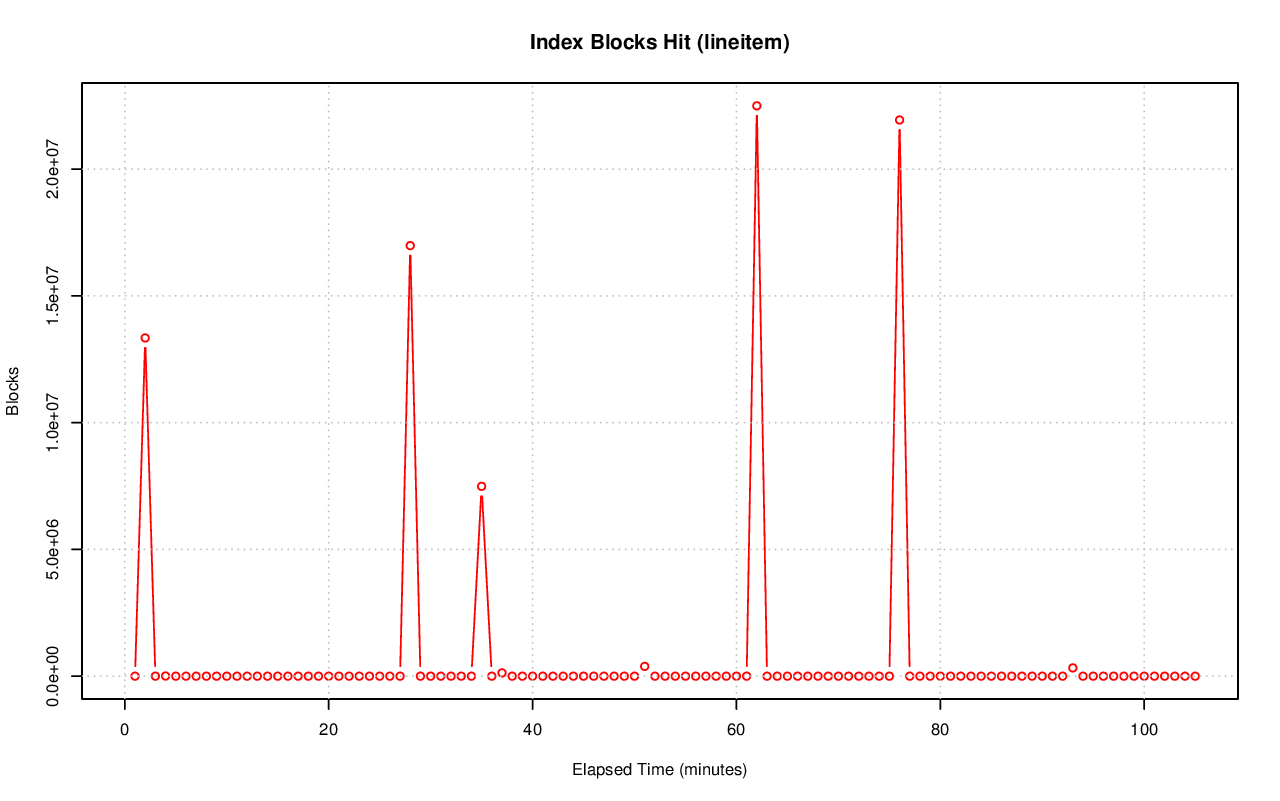 Index Blocks Hit (lineitem)
Blocks
2.0e+07
1.5e+07
1.0e+07
5.0e+06
0.0e+00
0 20 40 60 80 100
Elapsed Time (minutes)